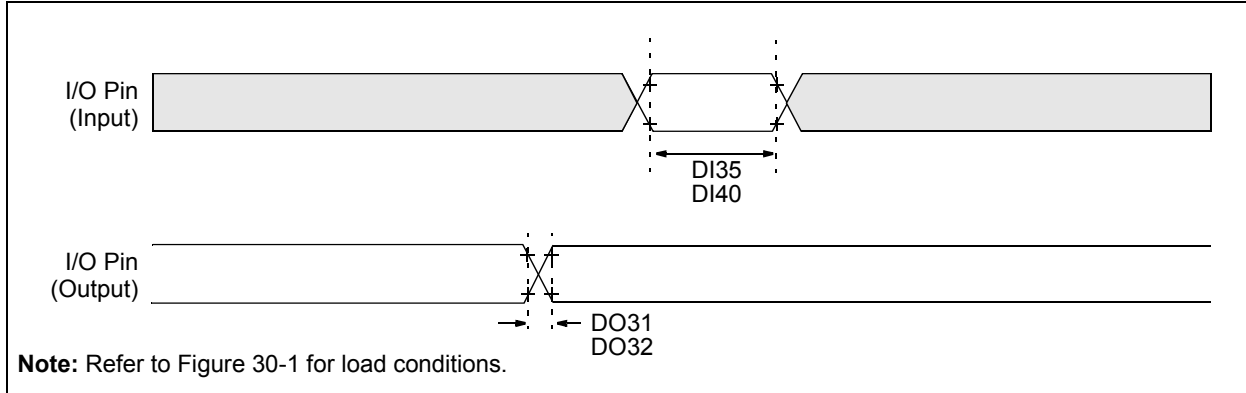 I/O Pin
(Input)
DI35
DI40
I/O Pin
(Output)
DO31
DO32
Note: Refer to Figure 30-1 for load conditions.